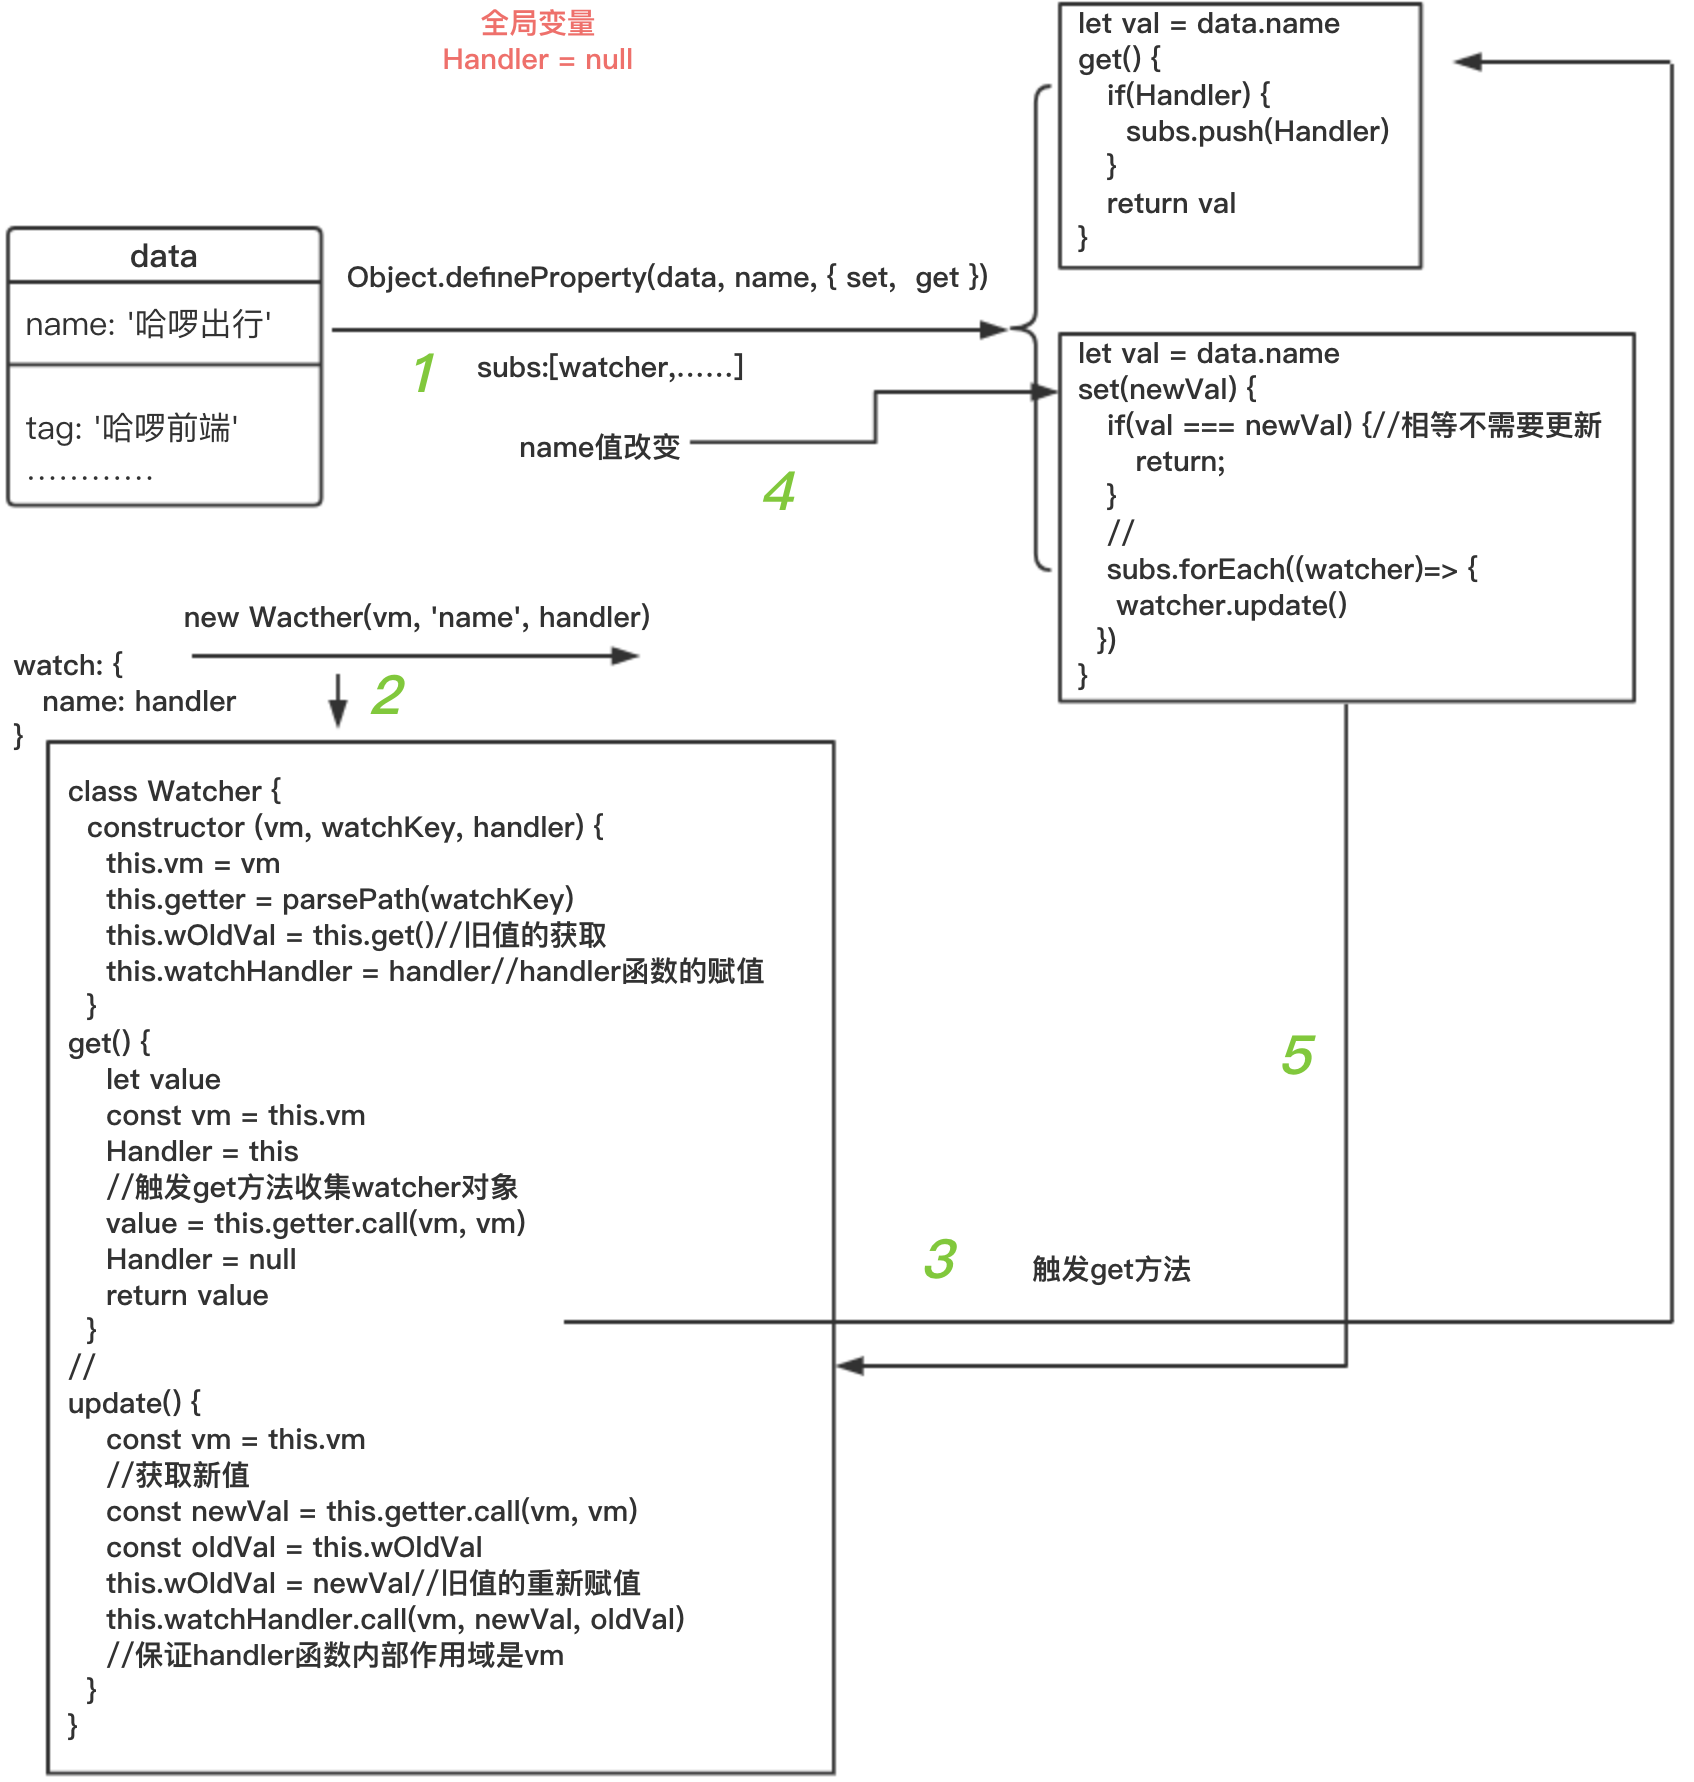 全局变量
Handler = null
let val = data.name
get() {
if(Handler) {
subs.push(Handler)
}
return val
}
data
name: '哈啰出行'
tag: '哈啰前端'
…………
Object.defineProperty(data, name, { set,  get })
1
subs:[watcher,……]
name值改变
4
let val = data.name
set(newVal) {
if(val === newVal) {//相等不需要更新
return;
}
//
subs.forEach((watcher)=> {
watcher.update()
})
}
new Wacther(vm, 'name', handler)
watch: {
name: handler
}
2
class Watcher {
constructor (vm, watchKey, handler) {
this.vm = vm
this.getter = parsePath(watchKey)
this.wOldVal = this.get()//旧值的获取
this.watchHandler = handler//handler函数的赋值
}
get() {
let value
const vm = this.vm
Handler = this
//触发get方法收集watcher对象
value = this.getter.call(vm, vm)
Handler = null
return value
}
//
update() {
const vm = this.vm
//获取新值
const newVal = this.getter.call(vm, vm)
const oldVal = this.wOldVal
this.wOldVal = newVal//旧值的重新赋值
this.watchHandler.call(vm, newVal, oldVal)
//保证handler函数内部作用域是vm
}
}
3
触发get方法
5